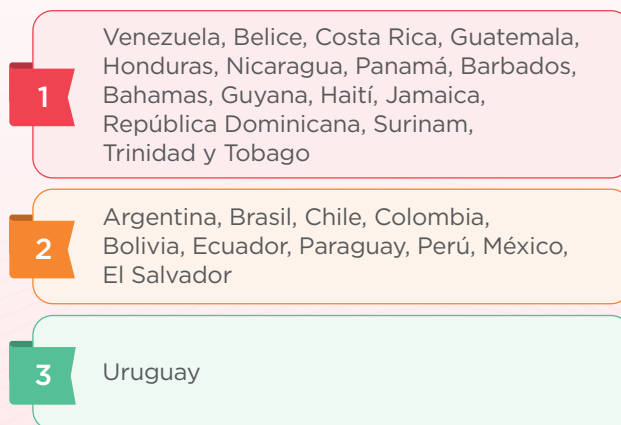 1
Venezuela, Belice, Costa Rica, Guatemala,
Honduras, Nicaragua, Panamá, Barbados,
Bahamas, Guyana, Haití, Jamaica,
República Dominicana, Surinam,
Trinidad y Tobago
2
Argentina, Brasil, Chile, Colombia,
Bolivia, Ecuador, Paraguay, Perú, México,
El Salvador
3
Uruguay